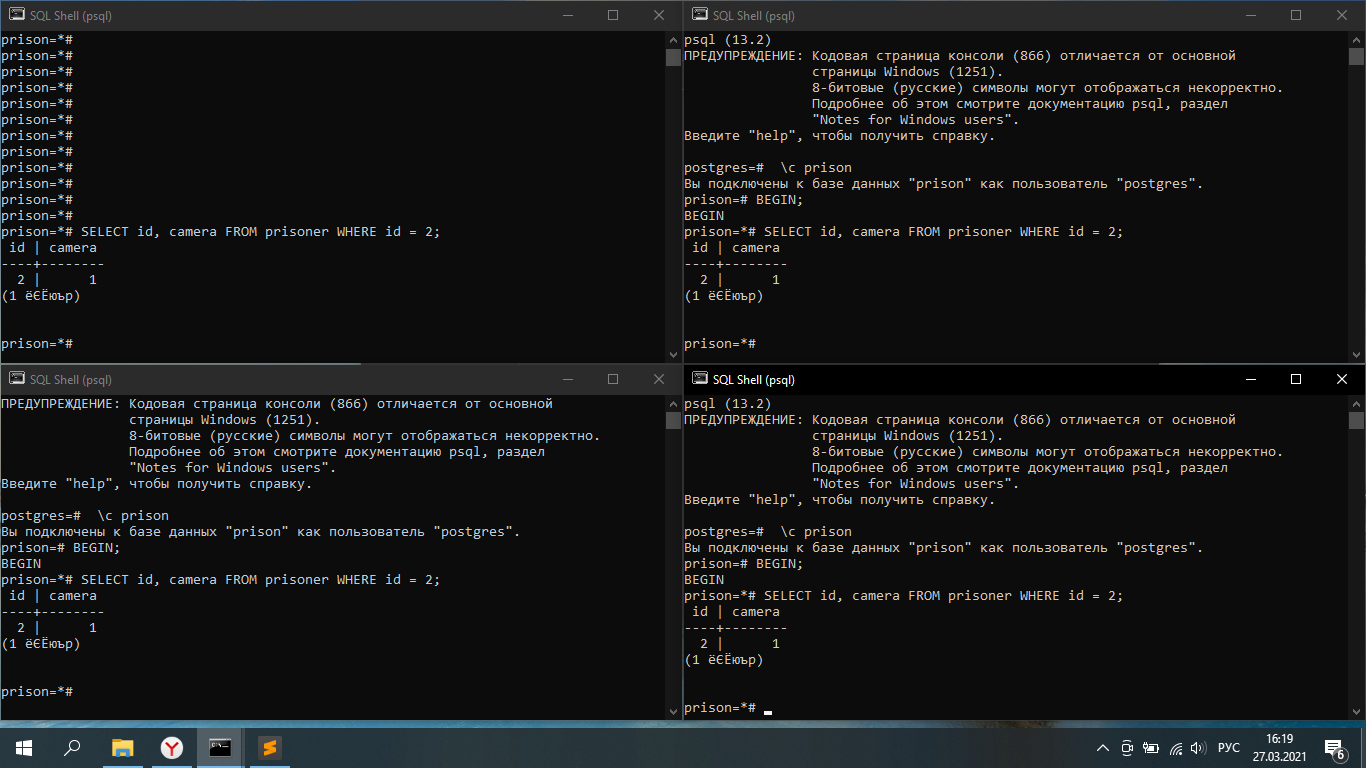 SQL Shell (psql)
prison=*#
prison=*#
prison=*#
prison=*#
prison=*#
prison=*#
prison=*#
prison=*#
prison=*#
prison=*#
prison=*#
prison=*#
prison=*# SELECT id, camera FROM prisoner WHERE id = 2;
 id | camera
----+--------
  2 |      1
(1 ёЄЁюър)
prison=*#
SQL Shell (psql)
psql (13.2)
ПРЕДУПРЕЖДЕНИЕ: Кодовая страница консоли (866) отличается от основной
                страницы Windows (1251).
                8-битовые (русские) символы могут отображаться некорректно.
                Подробнее об этом смотрите документацию psql, раздел
                "Notes for Windows users".
Введите "help", чтобы получить справку.
postgres=#  \c prison
Вы подключены к базе данных "prison" как пользователь "postgres".
prison=# BEGIN;
BEGIN
prison=*# SELECT id, camera FROM prisoner WHERE id = 2;
 id | camera
----+--------
  2 |      1
(1 ёЄЁюър)
prison=*#
SQL Shell (psql)
ПРЕДУПРЕЖДЕНИЕ: Кодовая страница консоли (866) отличается от основной
                страницы Windows (1251).
                8-битовые (русские) символы могут отображаться некорректно.
                Подробнее об этом смотрите документацию psql, раздел
                "Notes for Windows users".
Введите "help", чтобы получить справку.
postgres=#  \c prison
Вы подключены к базе данных "prison" как пользователь "postgres".
prison=# BEGIN;
BEGIN
prison=*# SELECT id, camera FROM prisoner WHERE id = 2;
 id | camera
----+--------
  2 |      1
(1 ёЄЁюър)
prison=*#
SQL Shell (psql)
psql (13.2)
ПРЕДУПРЕЖДЕНИЕ: Кодовая страница консоли (866) отличается от основной
                страницы Windows (1251).
                8-битовые (русские) символы могут отображаться некорректно.
                Подробнее об этом смотрите документацию psql, раздел
                "Notes for Windows users".
Введите "help", чтобы получить справку.
postgres=#  \c prison
Вы подключены к базе данных "prison" как пользователь "postgres".
prison=# BEGIN;
BEGIN
prison=*# SELECT id, camera FROM prisoner WHERE id = 2;
 id | camera
----+--------
  2 |      1
(1 ёЄЁюър)
prison=*# _
РУС
16:19
27.03.2021
6